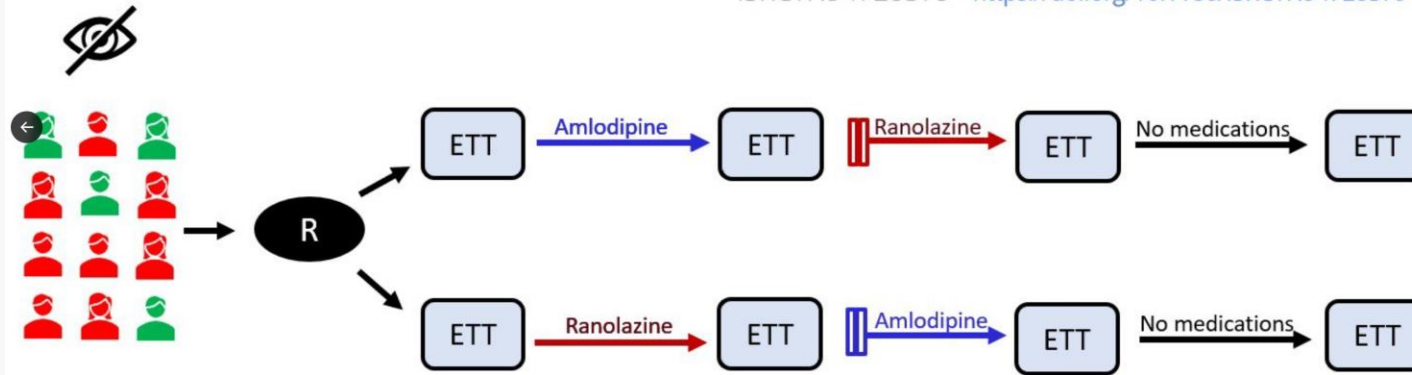 ETT Amlodipine ETT Ranolazine ETT No medications ETT
R
ETT Ranolazine ETT Amlodipine ETT No medications ETT